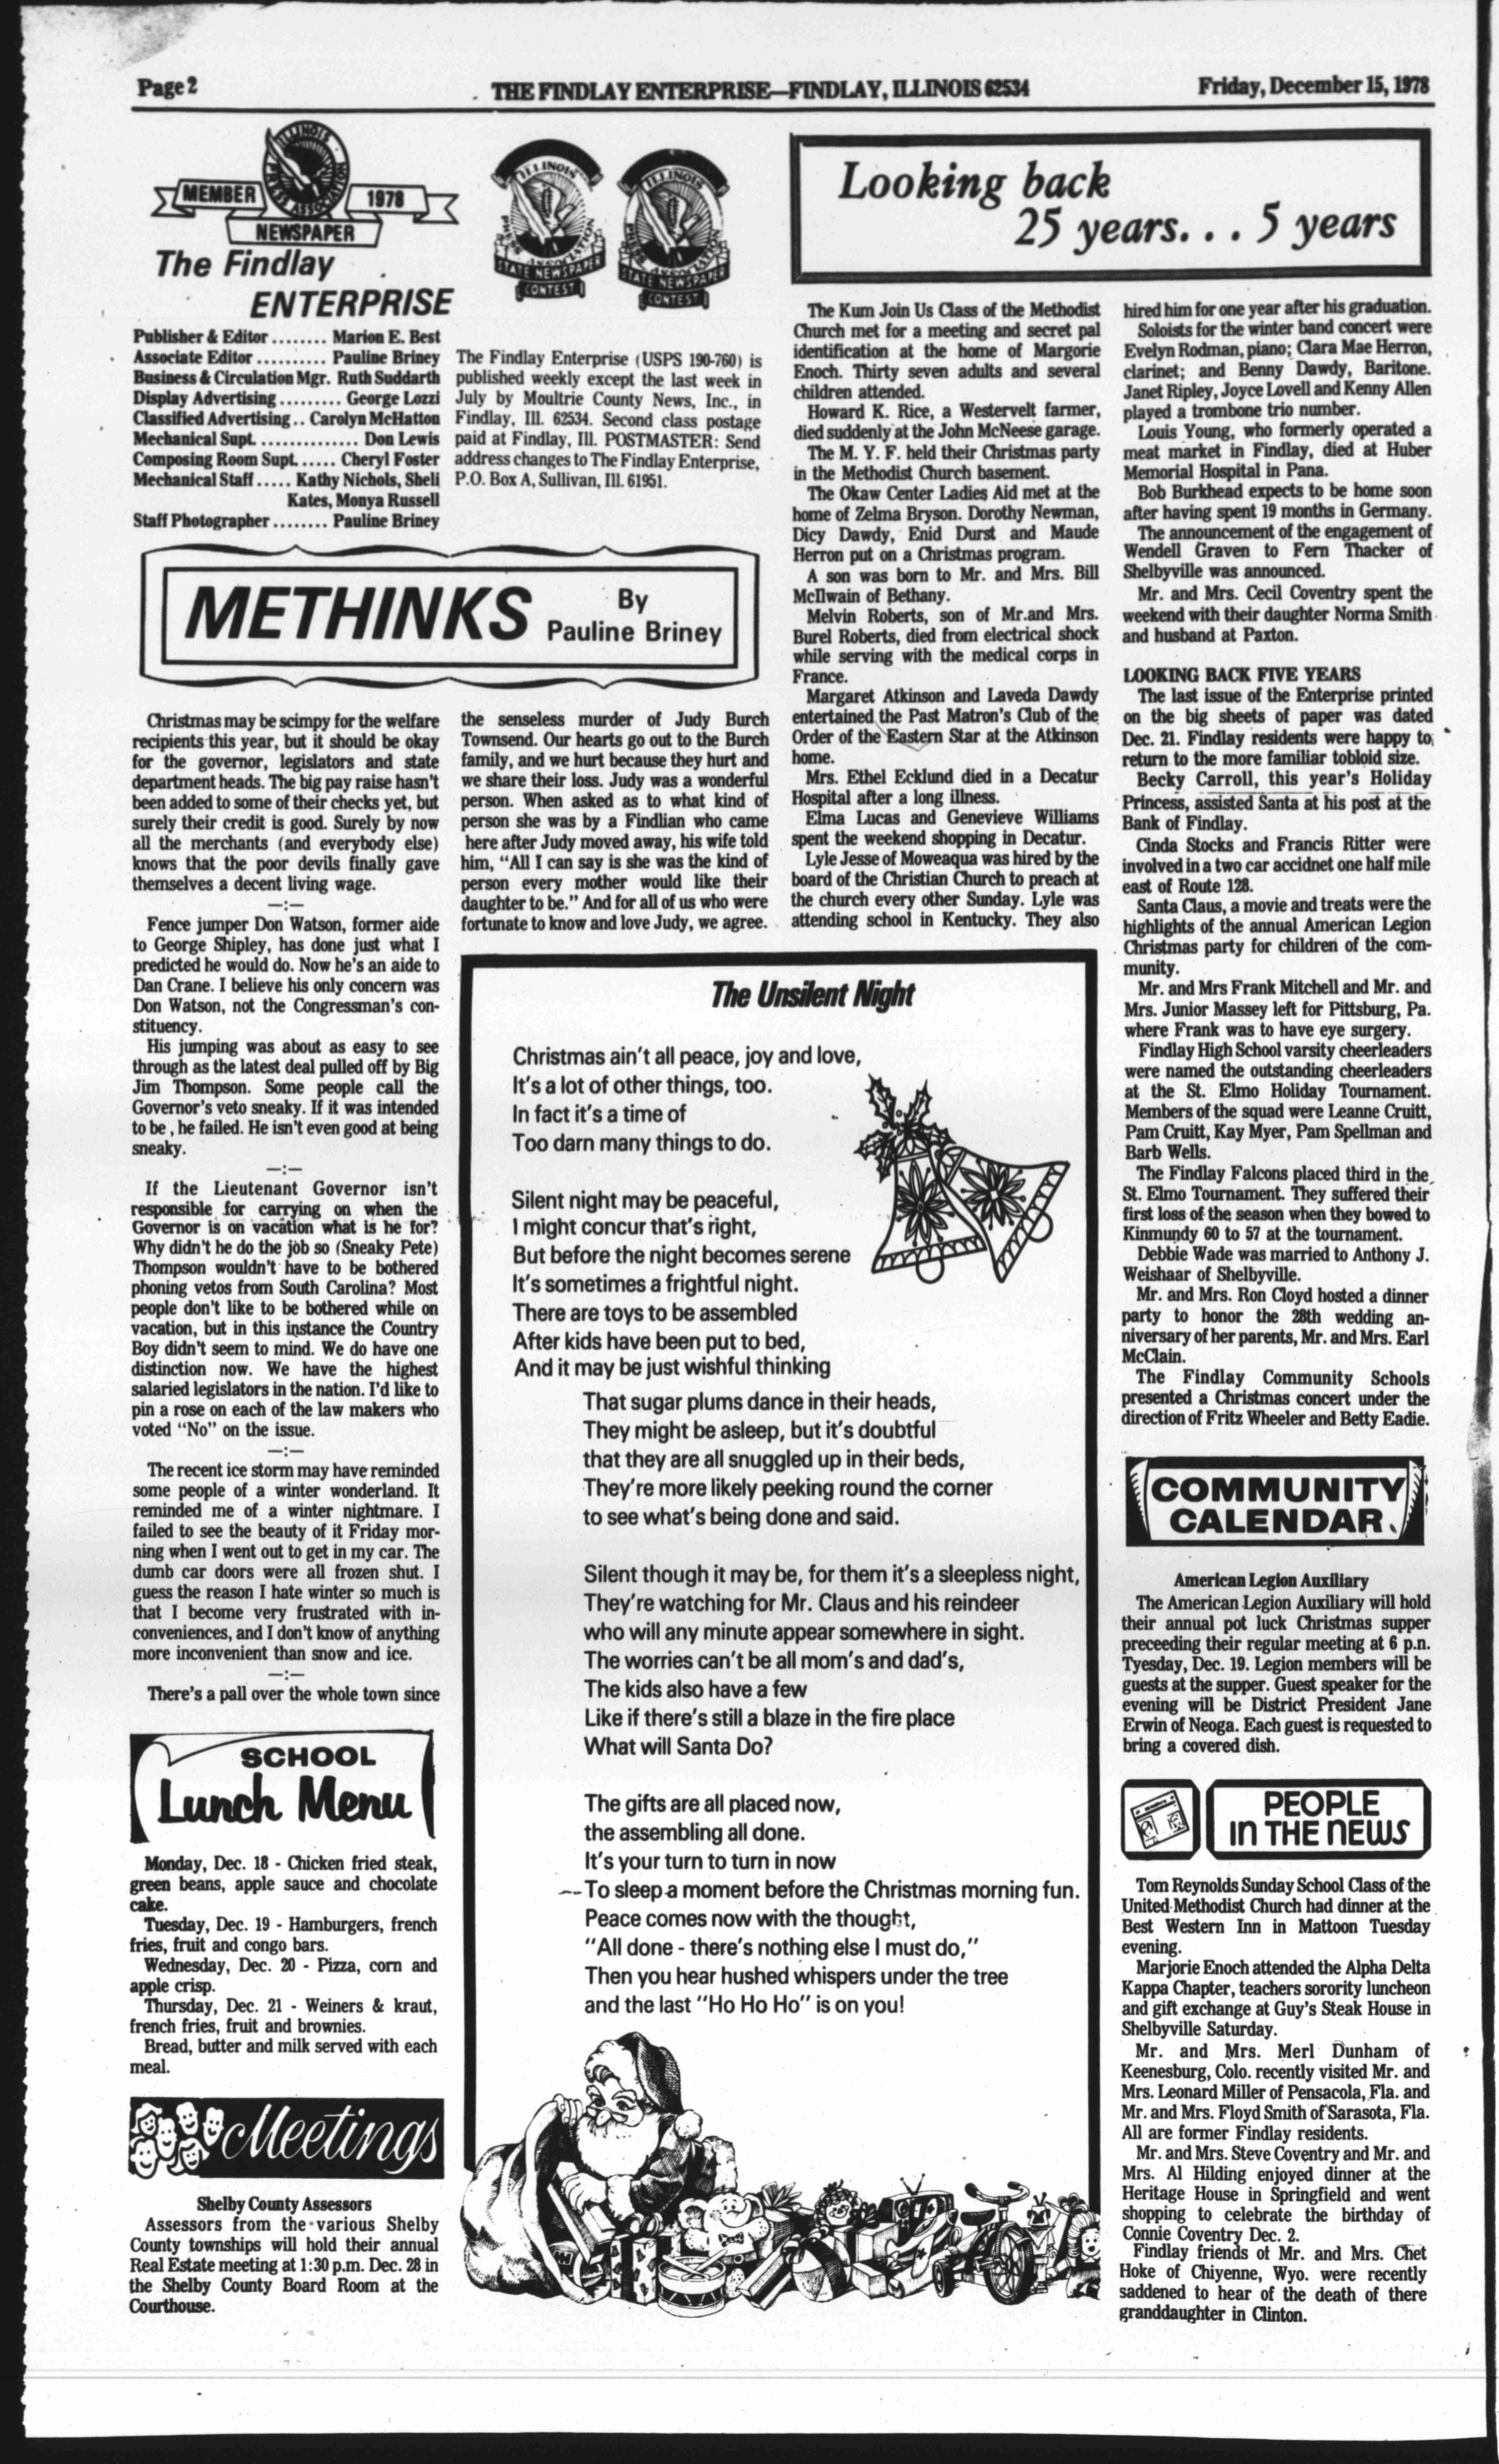 Page 2
THE FINDLAY ENTERPRISE—FINDLAY, ILLINOIS 62534
Friday, December 15, 1978
ILLINOIS
PRESS ASSOCIATION
MEMBER
1978
NEWSPAPER
The Findlay
ENTERPRISE
ILLINOIS
PRESS ASSOCIATION
STATE NEWSPAPER
CONTEST
ILLINOIS
PRESS ASSOCIATION
STATE NEWSPAPER
CONTEST
Publisher & Editor ........ Marion E. Best
Associate Editor .......... Pauline Briney
Business & Circulation Mgr. Ruth Suddarth
Display Advertising ......... George Lozzi
Classified Advertising .. Carolyn McHatton
Mechanical Supt. ............. Don Lewis
Composing Room Supt. ..... Cheryl Foster
Mechanical Staff ..... Kathy Nichols, Sheli
Kates, Monya Russell
Staff Photographer ........ Pauline Briney
The Findlay Enterprise (USPS 190-760) is
published weekly except the last week in
July by Moultrie County News, Inc., in
Findlay, Ill. 62534. Second class postage
paid at Findlay, Ill. POSTMASTER: Send
address changes to The Findlay Enterprise,
P.O. Box A, Sullivan, Ill. 61951.
METHINKS
By
Pauline Briney
Christmas may be scimpy for the welfare
recipients this year, but it should be okay
for the governor, legislators and state
department heads. The big pay raise hasn't
been added to some of their checks yet, but
surely their credit is good. Surely by now
all the merchants (and everybody else)
knows that the poor devils finally gave
themselves a decent living wage.
—:—
Fence jumper Don Watson, former aide
to George Shipley, has done just what I
predicted he would do. Now he's an aide to
Dan Crane. I believe his only concern was
Don Watson, not the Congressman's con-
stituency.
His jumping was about as easy to see
through as the latest deal pulled off by Big
Jim Thompson. Some people call the
Governor's veto sneaky. If it was intended
to be , he failed. He isn't even good at being
sneaky.
—:—
If the Lieutenant Governor isn't
responsible for carrying on when the
Governor is on vacation what is he for?
Why didn't he do the job so (Sneaky Pete)
Thompson wouldn't have to be bothered
phoning vetos from South Carolina? Most
people don't like to be bothered while on
vacation, but in this instance the Country
Boy didn't seem to mind. We do have one
distinction now. We have the highest
salaried legislators in the nation. I'd like to
pin a rose on each of the law makers who
voted "No" on the issue.
—:—
The recent ice storm may have reminded
some people of a winter wonderland. It
reminded me of a winter nightmare. I
failed to see the beauty of it Friday mor-
ning when I went out to get in my car. The
dumb car doors were all frozen shut. I
guess the reason I hate winter so much is
that I become very frustrated with in-
conveniences, and I don't know of anything
more inconvenient than snow and ice.
—:—
There's a pall over the whole town since
the senseless murder of Judy Burch
Townsend. Our hearts go out to the Burch
family, and we hurt because they hurt and
we share their loss. Judy was a wonderful
person. When asked as to what kind of
person she was by a Findlian who came
here after Judy moved away, his wife told
him, "All I can say is she was the kind of
person every mother would like their
daughter to be." And for all of us who were
fortunate to know and love Judy, we agree.
SCHOOL
Lunch Menu
Monday, Dec. 18 - Chicken fried steak,
green beans, apple sauce and chocolate
cake.
Tuesday, Dec. 19 - Hamburgers, french
fries, fruit and congo bars.
Wednesday, Dec. 20 - Pizza, corn and
apple crisp.
Thursday, Dec. 21 - Weiners & kraut,
french fries, fruit and brownies.
Bread, butter and milk served with each
meal.
Meetings
Shelby County Assessors
Assessors from the various Shelby
County townships will hold their annual
Real Estate meeting at 1:30 p.m. Dec. 28 in
the Shelby County Board Room at the
Courthouse.
The Unsilent Night
Christmas ain't all peace, joy and love,
It's a lot of other things, too.
In fact it's a time of
Too darn many things to do.
Silent night may be peaceful,
I might concur that's right,
But before the night becomes serene
It's sometimes a frightful night.
There are toys to be assembled
After kids have been put to bed,
And it may be just wishful thinking
That sugar plums dance in their heads,
They might be asleep, but it's doubtful
that they are all snuggled up in their beds,
They're more likely peeking round the corner
to see what's being done and said.
Silent though it may be, for them it's a sleepless night,
They're watching for Mr. Claus and his reindeer
who will any minute appear somewhere in sight.
The worries can't be all mom's and dad's,
The kids also have a few
Like if there's still a blaze in the fire place
What will Santa Do?
The gifts are all placed now,
the assembling all done.
It's your turn to turn in now
To sleep a moment before the Christmas morning fun.
Peace comes now with the thought,
"All done - there's nothing else I must do,"
Then you hear hushed whispers under the tree
and the last "Ho Ho Ho" is on you!
Looking back
25 years. . . 5 years
The Kum Join Us Class of the Methodist
Church met for a meeting and secret pal
identification at the home of Margorie
Enoch. Thirty seven adults and several
children attended.
Howard K. Rice, a Westervelt farmer,
died suddenly at the John McNeese garage.
The M. Y. F. held their Christmas party
in the Methodist Church basement.
The Okaw Center Ladies Aid met at the
home of Zelma Bryson. Dorothy Newman,
Dicy Dawdy, Enid Durst and Maude
Herron put on a Christmas program.
A son was born to Mr. and Mrs. Bill
McIlwain of Bethany.
Melvin Roberts, son of Mr.and Mrs.
Burel Roberts, died from electrical shock
while serving with the medical corps in
France.
Margaret Atkinson and Laveda Dawdy
entertained the Past Matron's Club of the
Order of the Eastern Star at the Atkinson
home.
Mrs. Ethel Ecklund died in a Decatur
Hospital after a long illness.
Elma Lucas and Genevieve Williams
spent the weekend shopping in Decatur.
Lyle Jesse of Moweaqua was hired by the
board of the Christian Church to preach at
the church every other Sunday. Lyle was
attending school in Kentucky. They also
hired him for one year after his graduation.
Soloists for the winter band concert were
Evelyn Rodman, piano; Clara Mae Herron,
clarinet; and Benny Dawdy, Baritone.
Janet Ripley, Joyce Lovell and Kenny Allen
played a trombone trio number.
Louis Young, who formerly operated a
meat market in Findlay, died at Huber
Memorial Hospital in Pana.
Bob Burkhead expects to be home soon
after having spent 19 months in Germany.
The announcement of the engagement of
Wendell Graven to Fern Thacker of
Shelbyville was announced.
Mr. and Mrs. Cecil Coventry spent the
weekend with their daughter Norma Smith
and husband at Paxton.
LOOKING BACK FIVE YEARS
The last issue of the Enterprise printed
on the big sheets of paper was dated
Dec. 21. Findlay residents were happy to
return to the more familiar tobloid size.
Becky Carroll, this year's Holiday
Princess, assisted Santa at his post at the
Bank of Findlay.
Cinda Stocks and Francis Ritter were
involved in a two car accidnet one half mile
east of Route 128.
Santa Claus, a movie and treats were the
highlights of the annual American Legion
Christmas party for children of the com-
munity.
Mr. and Mrs Frank Mitchell and Mr. and
Mrs. Junior Massey left for Pittsburg, Pa.
where Frank was to have eye surgery.
Findlay High School varsity cheerleaders
were named the outstanding cheerleaders
at the St. Elmo Holiday Tournament.
Members of the squad were Leanne Cruitt,
Pam Cruitt, Kay Myer, Pam Spellman and
Barb Wells.
The Findlay Falcons placed third in the
St. Elmo Tournament. They suffered their
first loss of the season when they bowed to
Kinmundy 60 to 57 at the tournament.
Debbie Wade was married to Anthony J.
Weishaar of Shelbyville.
Mr. and Mrs. Ron Cloyd hosted a dinner
party to honor the 28th wedding an-
niversary of her parents, Mr. and Mrs. Earl
McClain.
The Findlay Community Schools
presented a Christmas concert under the
direction of Fritz Wheeler and Betty Eadie.
COMMUNITY
CALENDAR
American Legion Auxiliary
The American Legion Auxiliary will hold
their annual pot luck Christmas supper
preceeding their regular meeting at 6 p.n.
Tyesday, Dec. 19. Legion members will be
guests at the supper. Guest speaker for the
evening will be District President Jane
Erwin of Neoga. Each guest is requested to
bring a covered dish.
PEOPLE
IN THE NEWS
Tom Reynolds Sunday School Class of the
United Methodist Church had dinner at the
Best Western Inn in Mattoon Tuesday
evening.
Marjorie Enoch attended the Alpha Delta
Kappa Chapter, teachers sorority luncheon
and gift exchange at Guy's Steak House in
Shelbyville Saturday.
Mr. and Mrs. Merl Dunham of
Keenesburg, Colo. recently visited Mr. and
Mrs. Leonard Miller of Pensacola, Fla. and
Mr. and Mrs. Floyd Smith of Sarasota, Fla.
All are former Findlay residents.
Mr. and Mrs. Steve Coventry and Mr. and
Mrs. Al Hilding enjoyed dinner at the
Heritage House in Springfield and went
shopping to celebrate the birthday of
Connie Coventry Dec. 2.
Findlay friends of Mr. and Mrs. Chet
Hoke of Chiyenne, Wyo. were recently
saddened to hear of the death of there
granddaughter in Clinton.